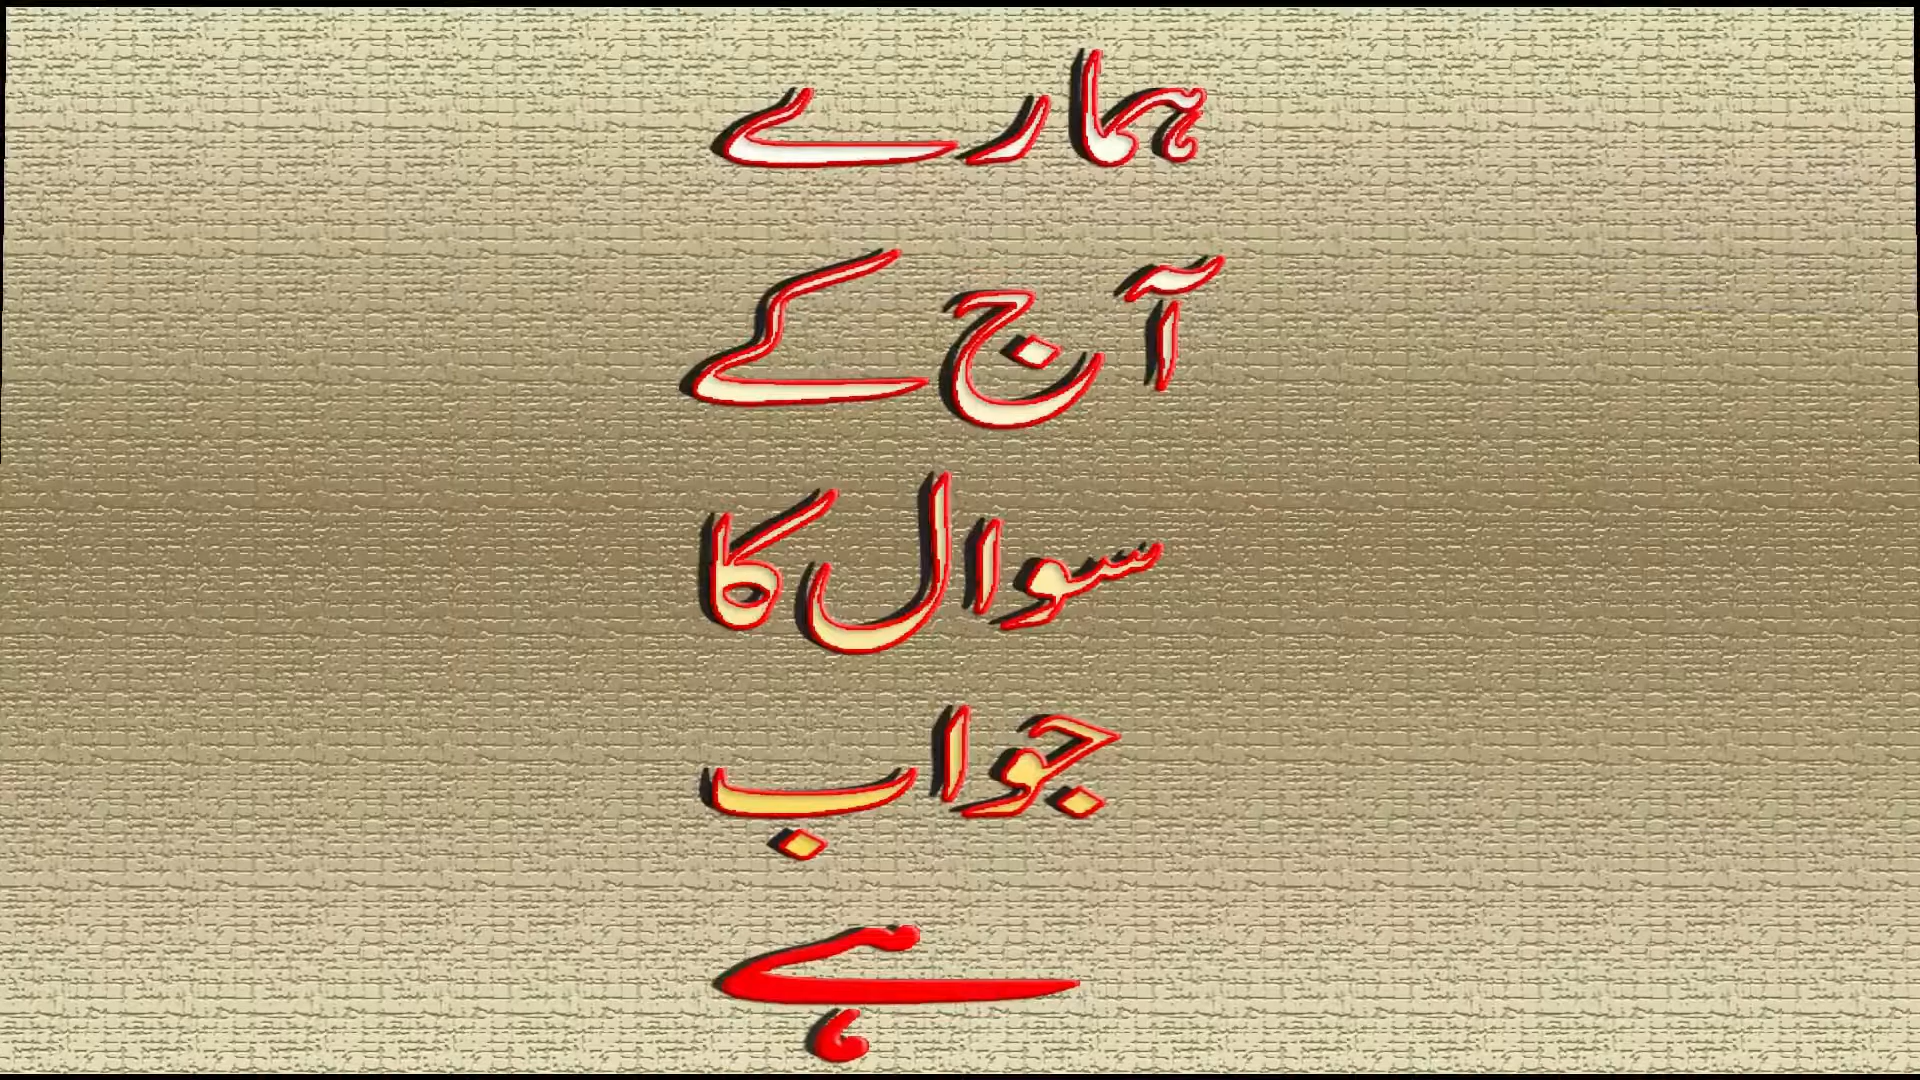 ہمارے
آج کے
سوال کا
جواب
ہے